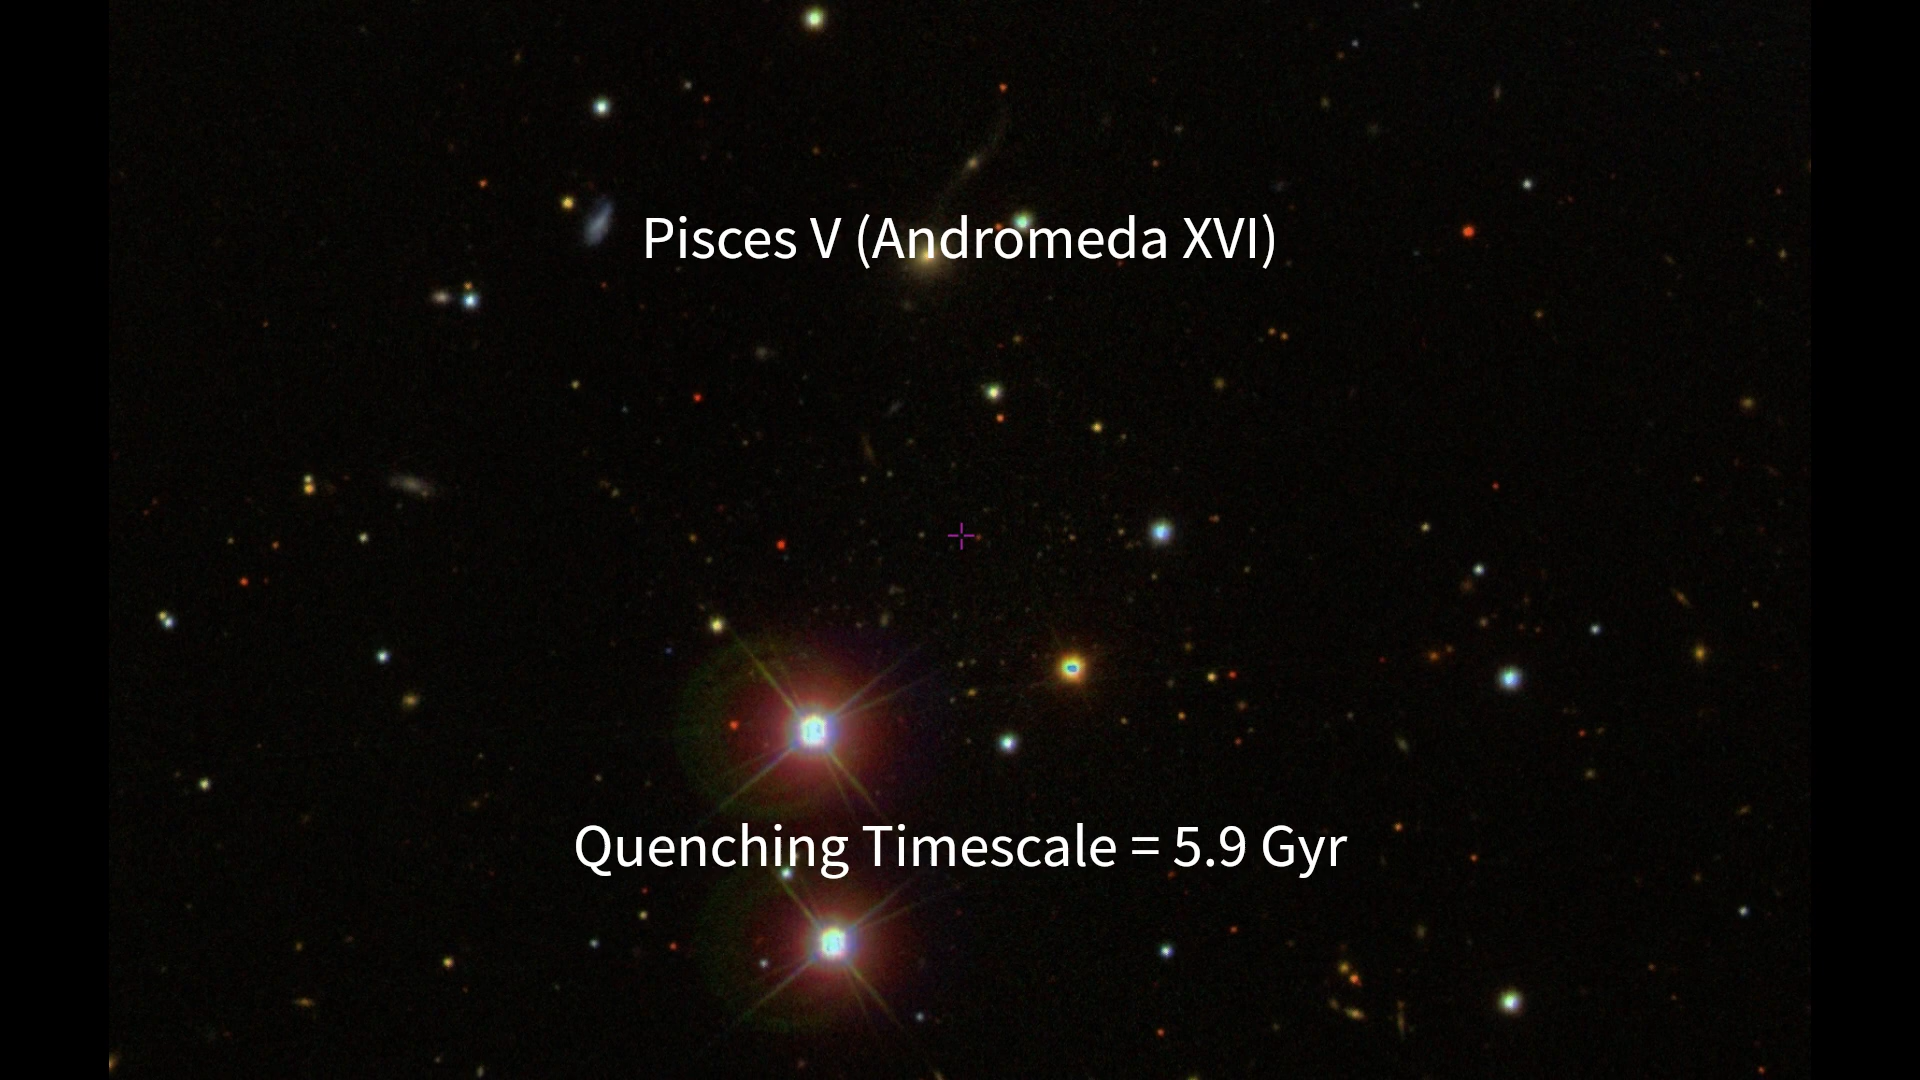 Pisces V (Andromeda XVI)
Quenching Timescale = 5.9 Gyr